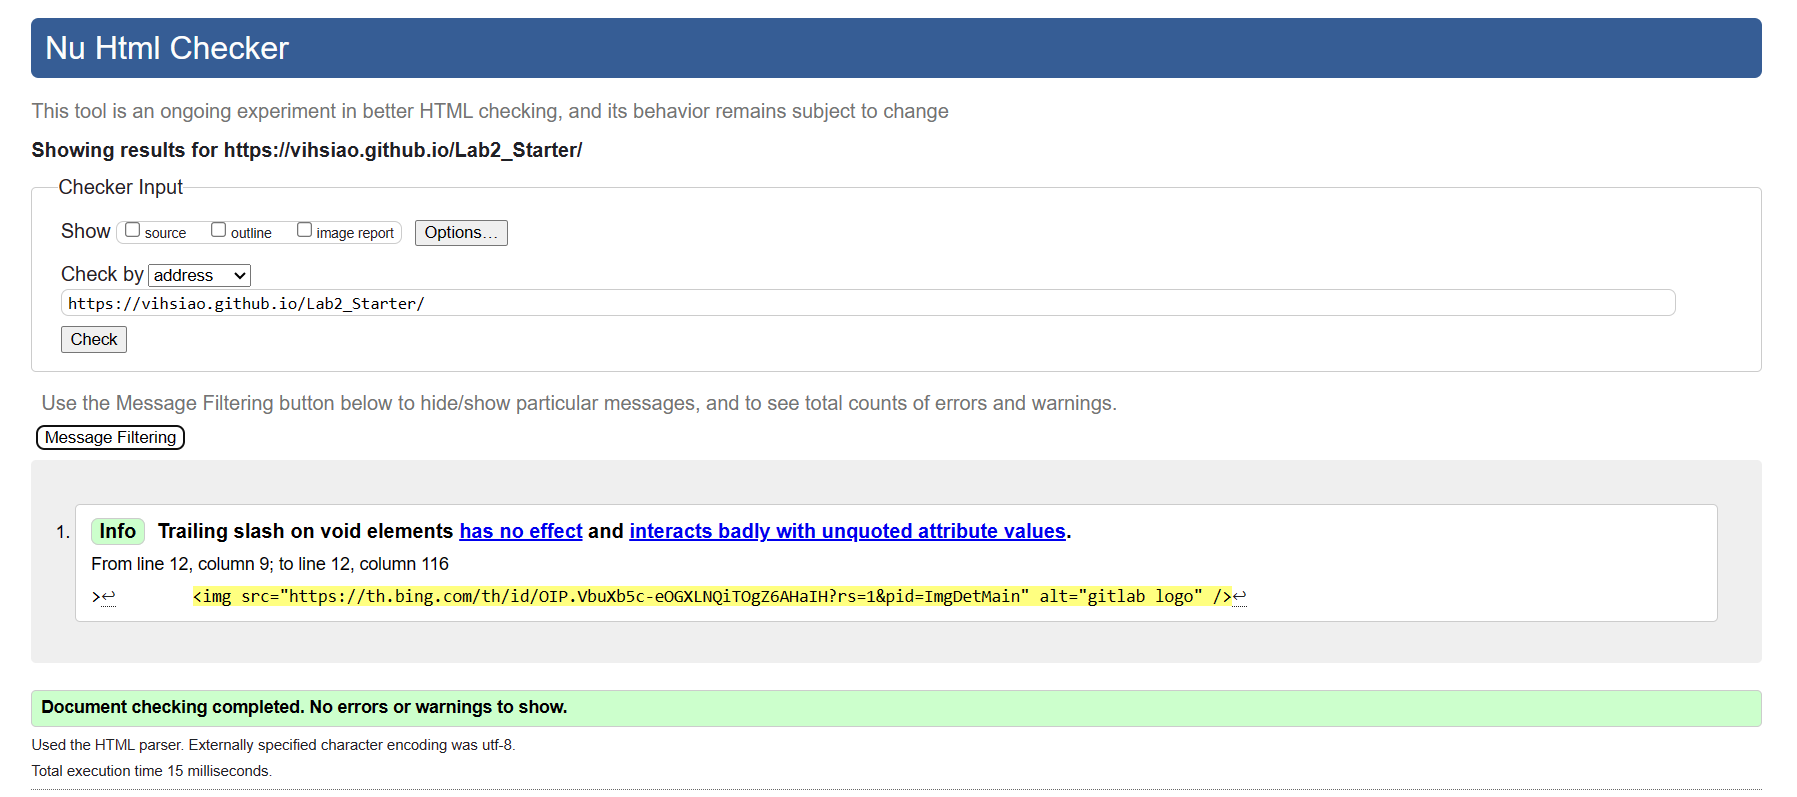 Nu Html Checker
This tool is an ongoing experiment in better HTML checking, and its behavior remains subject to change
Showing results for https://vihsiao.github.io/Lab2_Starter/
Checker Input
Show source outline image report Options...
Check by address
https://vihsiao.github.io/Lab2_Starter/
Check
Use the Message Filtering button below to hide/show particular messages, and to see total counts of errors and warnings.
Message Filtering
1. Info Trailing slash on void elements has no effect and interacts badly with unquoted attribute values.
From line 12, column 9; to line 12, column 116
>↩ <img src="https://th.bing.com/th/id/OIP.VbuXb5c-eOGXLNQiTOgZ6AHaIH?rs=1&pid=ImgDetMain" alt="gitlab logo" />↩
Document checking completed. No errors or warnings to show.
Used the HTML parser. Externally specified character encoding was utf-8.
Total execution time 15 milliseconds.